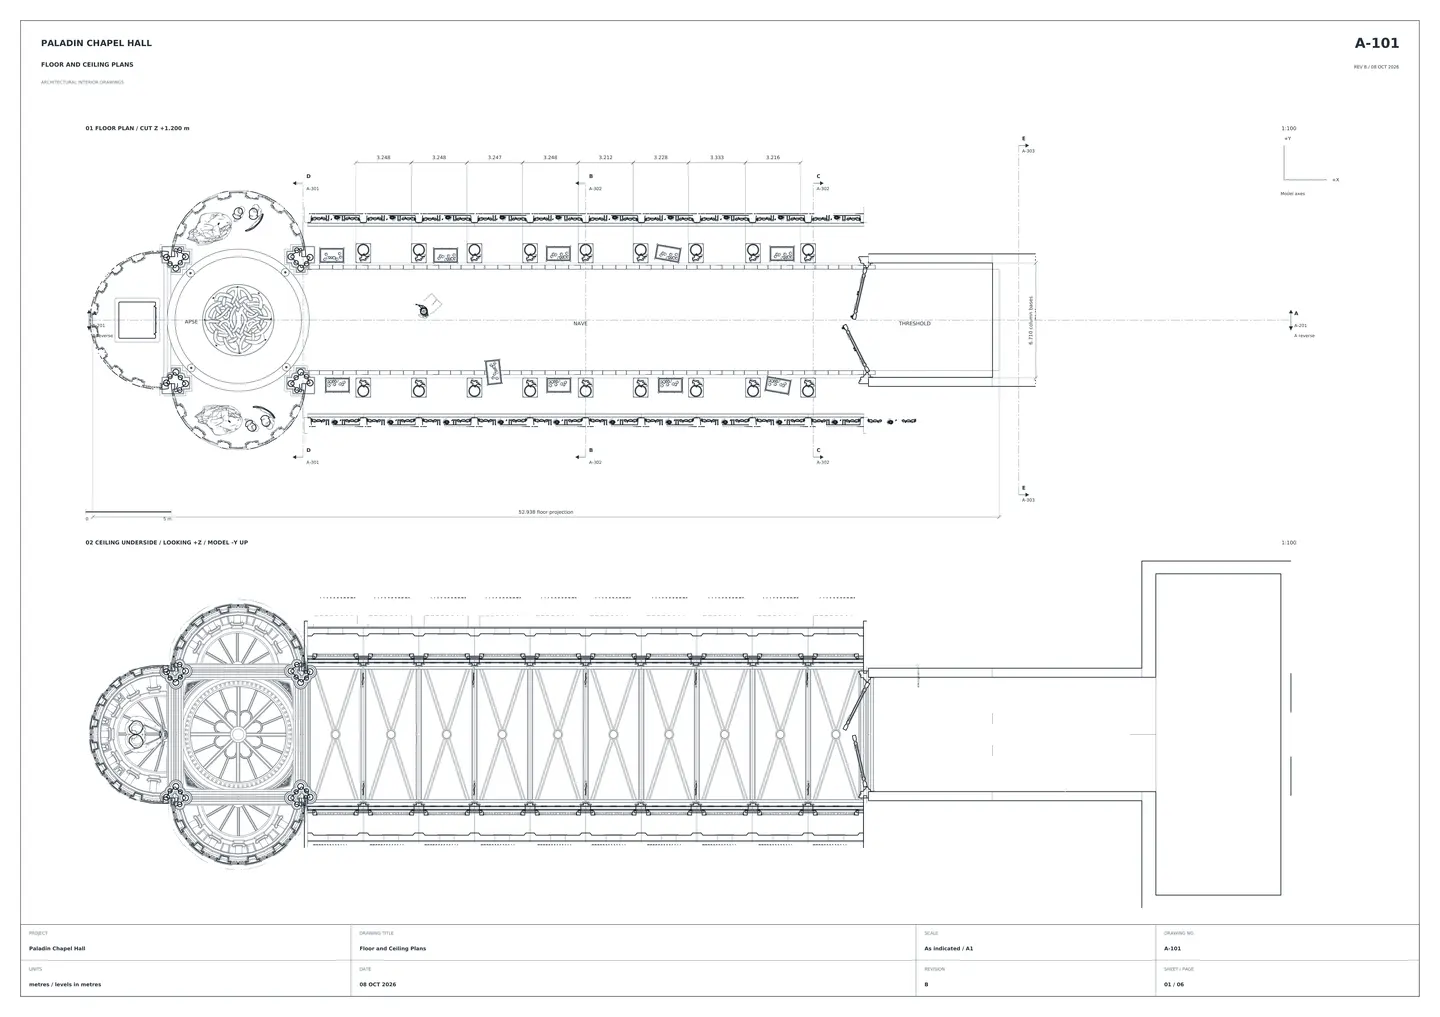 PALADIN CHAPEL HALL
A-101
FLOOR AND CEILING PLANS
REV B / 08 OCT 2026
ARCHITECTURAL INTERIOR DRAWINGS
01 FLOOR PLAN / CUT Z +1.200 m
1:100
+Y
E
A-303
3.248 3.248 3.247 3.248 3.212 3.228 3.333 3.216
D
A-301
B
A-302
C
A-302
+X
Model axes
APSE
NAVE
THRESHOLD
6.710 column bases
A
A-201
A reverse
A-201
D
A-301
B
A-302
C
A-302
E
A-303
52.938 floor projection
0 5 m
02 CEILING UNDERSIDE / LOOKING +Z / MODEL -Y UP
1:100
PROJECT
Paladin Chapel Hall
DRAWING TITLE
Floor and Ceiling Plans
SCALE
As indicated / A1
DRAWING NO.
A-101
UNITS
metres / levels in metres
DATE
08 OCT 2026
REVISION
B
SHEET / PAGE
01 / 06